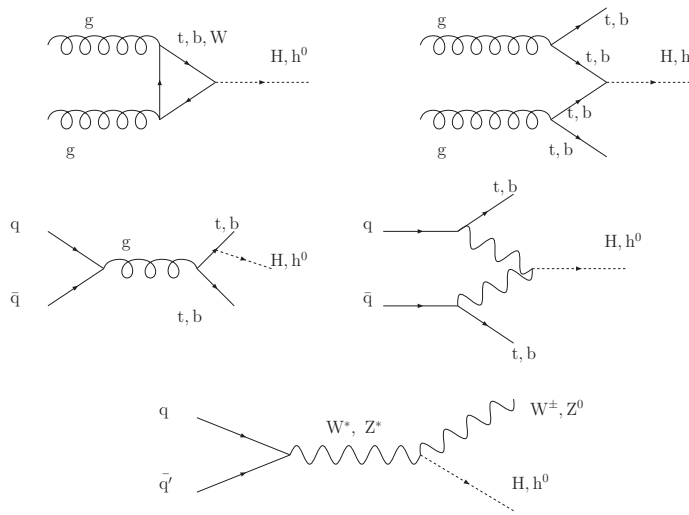 g
t, b, W
H, h⁰
g
g
t, b
t, b
H, h
t, b
g
t, b
q
g
t, b
H, h⁰
q̄
t, b
q
t, b
H, h⁰
q̄
t, b
q
W*, Z*
W±, Z⁰
q̄′
H, h⁰